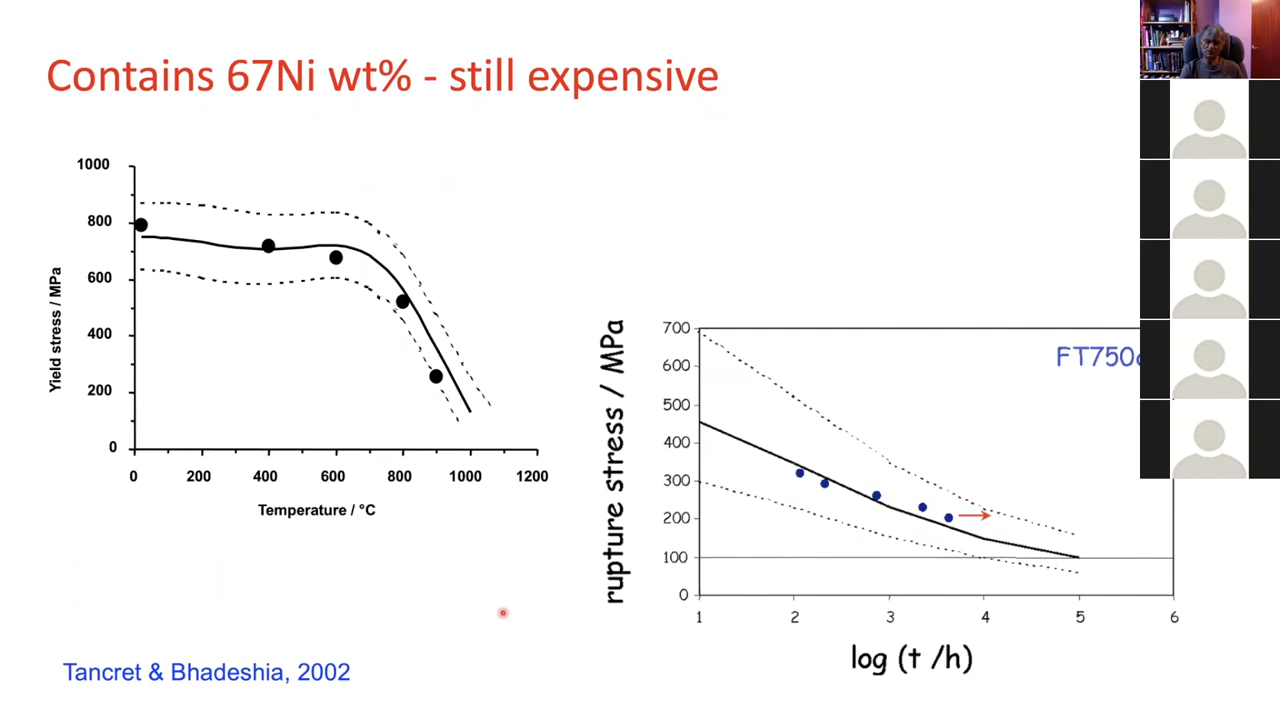 Contains 67Ni wt% - still expensive
1000
800
600
400
200
0
Yield stress / MPa
0 200 400 600 800 1000 1200
Temperature / °C
700
600
500
400
300
200
100
0
rupture stress / MPa
FT750
1 2 3 4 5 6
log (t /h)
Tancret & Bhadeshia, 2002